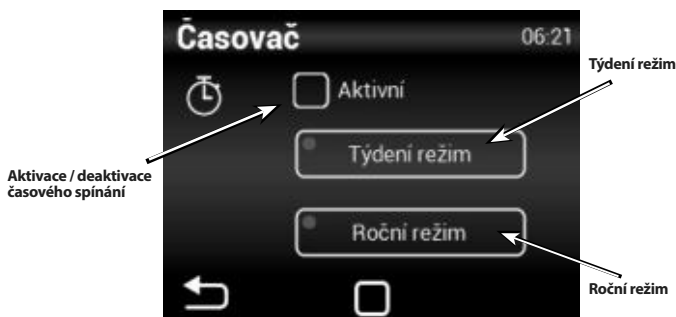 Časovač 06:21
Týdení režim
Aktivní
Týdení režim
Aktivace / deaktivace
časového spínání
Roční režim
Roční režim